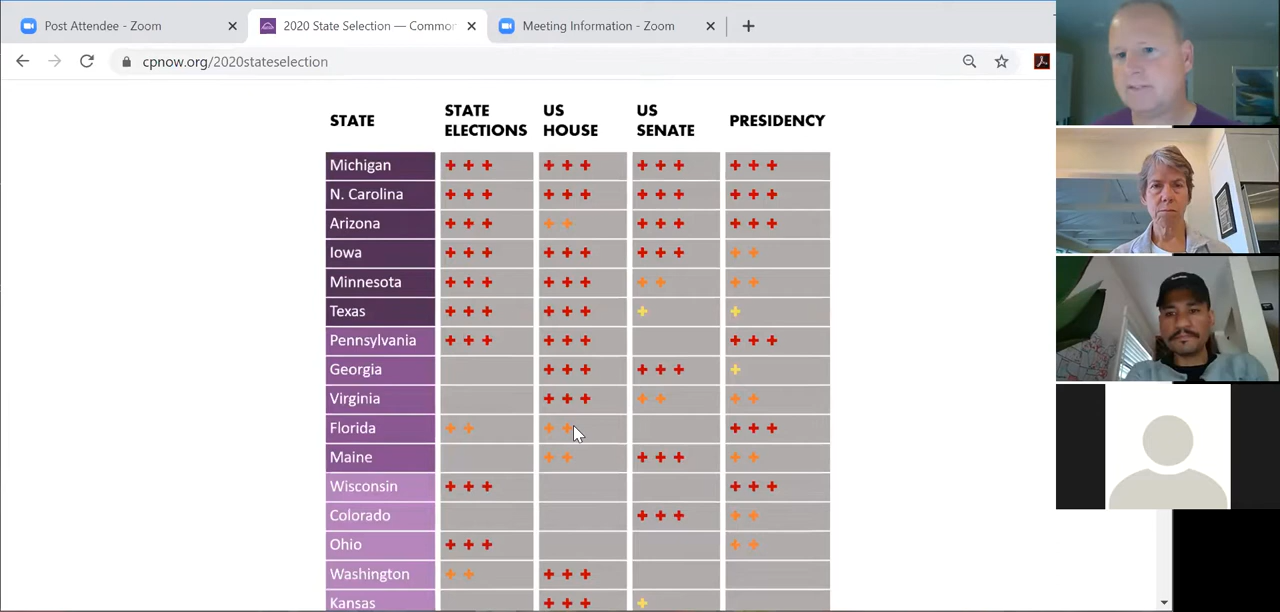 Post Attendee - Zoom
2020 State Selection — Common
Meeting Information - Zoom
cpnow.org/2020stateselection
STATE STATE ELECTIONS US HOUSE US SENATE PRESIDENCY
Michigan +++ +++ +++ +++
N. Carolina +++ +++ +++ +++
Arizona +++ ++ +++ +++
Iowa +++ +++ +++ ++
Minnesota +++ +++ ++ ++
Texas +++ +++ + +
Pennsylvania +++ +++ +++
Georgia +++ +++ +
Virginia +++ ++ ++
Florida ++ ++ +++
Maine ++ +++ ++
Wisconsin +++ +++
Colorado +++ ++
Ohio +++ ++
Washington ++ +++
Kansas +++ +